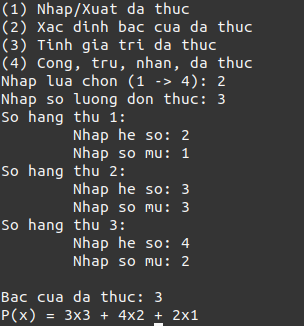 (1) Nhap/Xuat da thuc
(2) Xac dinh bac cua da thuc
(3) Tinh gia tri da thuc
(4) Cong, tru, nhan, da thuc
Nhap lua chon (1 -> 4): 2
Nhap so luong don thuc: 3
So hang thu 1:
Nhap he so: 2
Nhap so mu: 1
So hang thu 2:
Nhap he so: 3
Nhap so mu: 3
So hang thu 3:
Nhap he so: 4
Nhap so mu: 2
Bac cua da thuc: 3
P(x) = 3x3 + 4x2 + 2x1